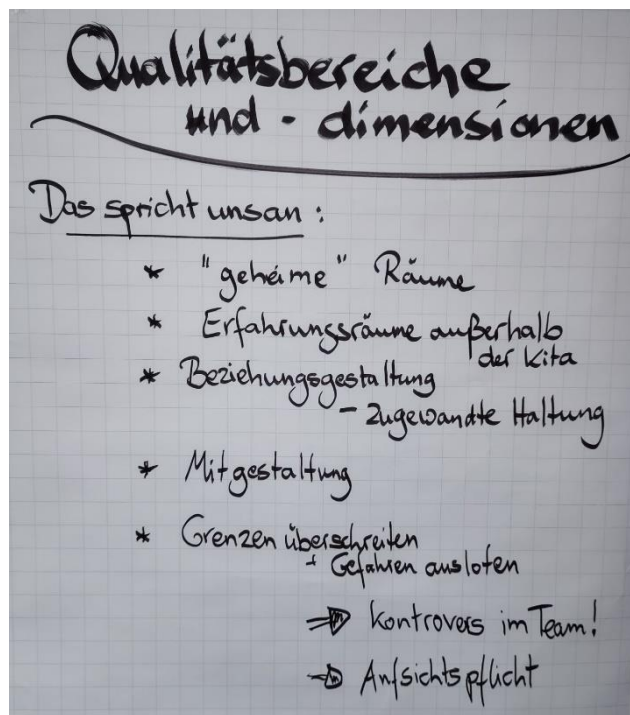 Qualitätsbereiche
und - dimensionen
Das spricht uns an :
* "geheime" Räume
* Erfahrungsräume außerhalb
der Kita
* Beziehungsgestaltung
- zugewandte Haltung
* Mitgestaltung
* Grenzen überschreiten
+ Gefahren ausloten
⇒ Kontrovers im Team!
→ Aufsichtspflicht